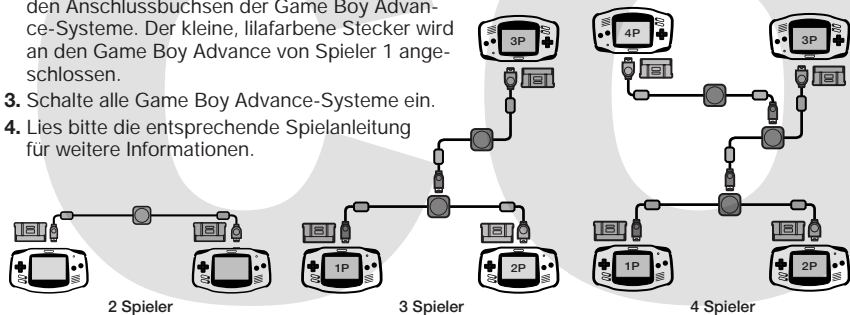 den Anschlussbuchsen der Game Boy Advan-
ce-Systeme. Der kleine, lilafarbene Stecker wird
an den Game Boy Advance von Spieler 1 ange-
schlossen.
3. Schalte alle Game Boy Advance-Systeme ein.
4. Lies bitte die entsprechende Spielanleitung
für weitere Informationen.
3P
4P
3P
1P
2P
1P
2P
2 Spieler
3 Spieler
4 Spieler